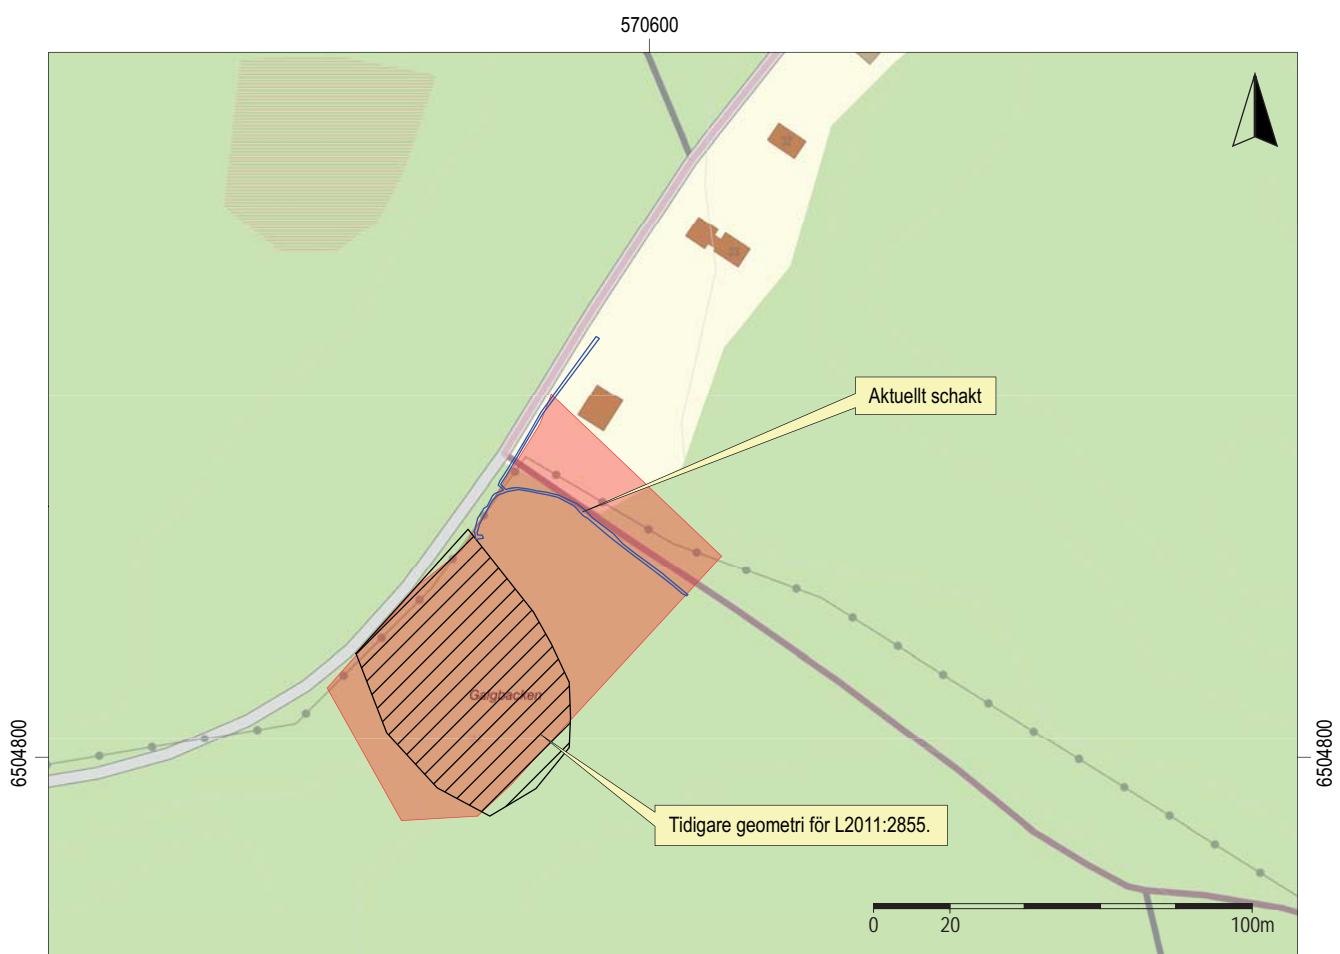 570600
Aktuellt schakt
Galgbacken
6504800
6504800
Tidigare geometri för L2011:2855.
0
20
100m